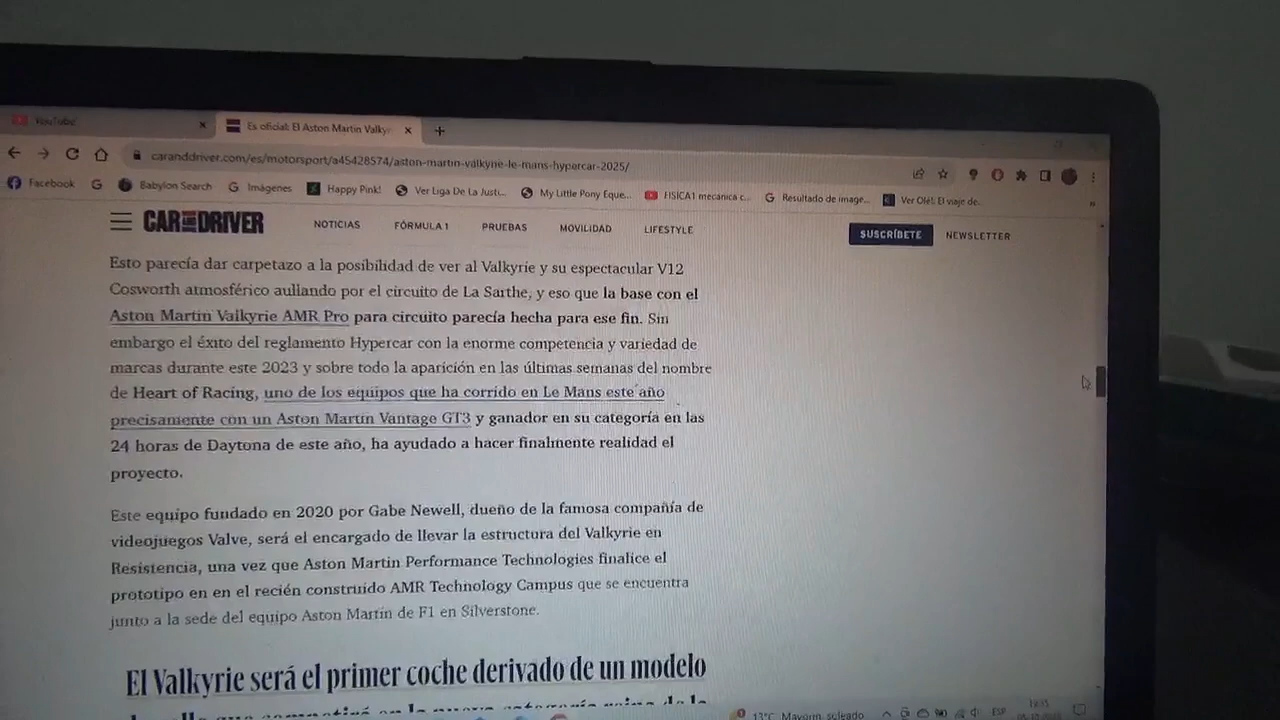 YouTube
Es oficial: El Aston Martin Valky
caranddriver.com/es/motorsport/a45428574/aston-martin-valkyrie-le-mans-hypercar-2025/
Facebook
Babylon Search
Imágenes
Happy Pink!
Ver Liga De La Justi...
My Little Pony Eque...
FISICA1 mecanica c...
Resultado de image...
Ver Olé!, El viaje de...
CAR AND DRIVER
NOTICIAS
FÓRMULA 1
PRUEBAS
MOVILIDAD
LIFESTYLE
SUSCRÍBETE
NEWSLETTER
Esto parecía dar carpetazo a la posibilidad de ver al Valkyrie y su espectacular V12
Cosworth atmosférico aullando por el circuito de La Sarthe, y eso que la base con el
Aston Martin Valkyrie AMR Pro para circuito parecía hecha para ese fin. Sin
embargo el éxito del reglamento Hypercar con la enorme competencia y variedad de
marcas durante este 2023 y sobre todo la aparición en las últimas semanas del nombre
de Heart of Racing, uno de los equipos que ha corrido en Le Mans este año
precisamente con un Aston Martin Vantage GT3 y ganador en su categoría en las
24 horas de Daytona de este año, ha ayudado a hacer finalmente realidad el
proyecto.
Este equipo fundado en 2020 por Gabe Newell, dueño de la famosa compañía de
videojuegos Valve, será el encargado de llevar la estructura del Valkyrie en
Resistencia, una vez que Aston Martin Performance Technologies finalice el
prototipo en en el recién construido AMR Technology Campus que se encuentra
junto a la sede del equipo Aston Martin de F1 en Silverstone.
El Valkyrie será el primer coche derivado de un modelo
13°C Mayorm. soleado
ESP